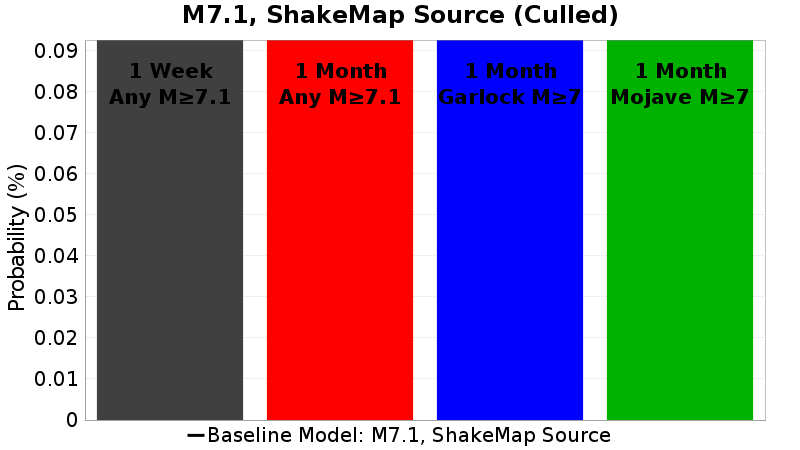 M7.1, ShakeMap Source (Culled)
Probability (%)
0.09
0.08
0.07
0.06
0.05
0.04
0.03
0.02
0.01
0
1 Week
Any M≥7.1
1 Month
Any M≥7.1
1 Month
Garlock M≥7
1 Month
Mojave M≥7
Baseline Model: M7.1, ShakeMap Source